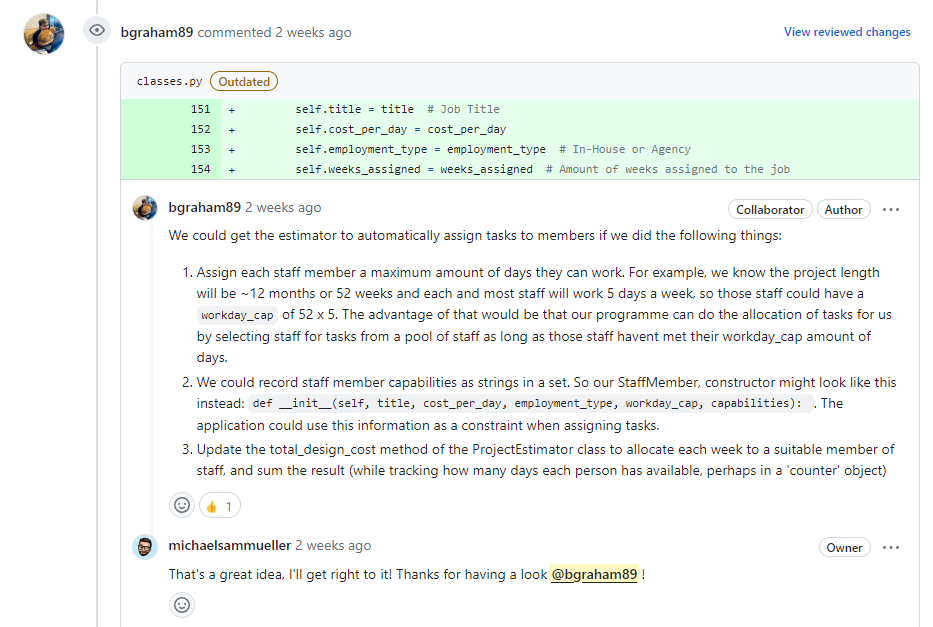 bgraham89 commented 2 weeks ago
View reviewed changes
classes.py Outdated
151 + self.title = title # Job Title
152 + self.cost_per_day = cost_per_day
153 + self.employment_type = employment_type # In-House or Agency
154 + self.weeks_assigned = weeks_assigned # Amount of weeks assigned to the job
bgraham89 2 weeks ago
Collaborator Author ...
We could get the estimator to automatically assign tasks to members if we did the following things:
1. Assign each staff member a maximum amount of days they can work. For example, we know the project length
will be ~12 months or 52 weeks and each and most staff will work 5 days a week, so those staff could have a
workday_cap of 52 x 5. The advantage of that would be that our programme can do the allocation of tasks for us
by selecting staff for tasks from a pool of staff as long as those staff havent met their workday_cap amount of
days.
2. We could record staff member capabilities as strings in a set. So our StaffMember, constructor might look like this
instead: def __init__(self, title, cost_per_day, employment_type, workday_cap, capabilities): . The
application could use this information as a constraint when assigning tasks.
3. Update the total_design_cost method of the ProjectEstimator class to allocate each week to a suitable member of
staff, and sum the result (while tracking how many days each person has available, perhaps in a 'counter' object)
👍 1
michaelsammueller 2 weeks ago
Owner ...
That's a great idea, I'll get right to it! Thanks for having a look @bgraham89 !